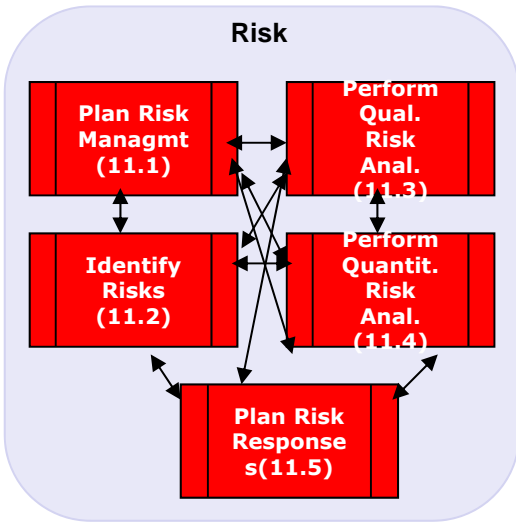 Risk
Plan Risk
Managmt
(11.1)
Perform
Qual.
Risk
Anal.
(11.3)
Identify
Risks
(11.2)
Perform
Quantit.
Risk
Anal.
(11.4)
Plan Risk
Response
s(11.5)